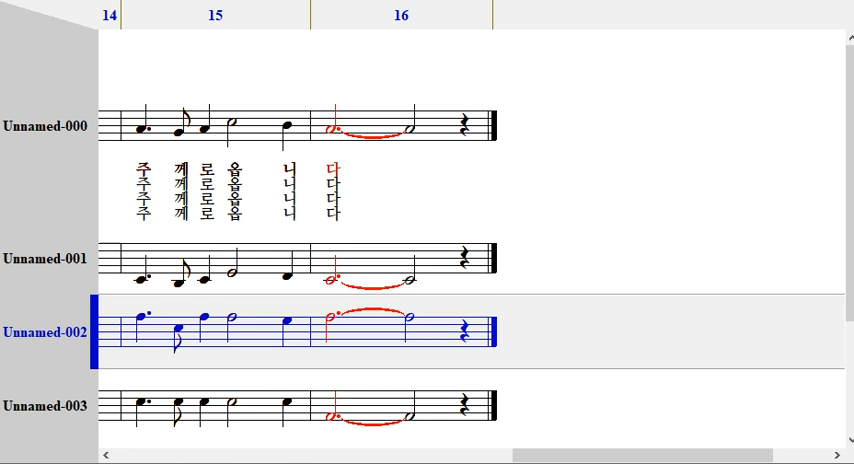 14 15 16
Unnamed-000
주 께 로 옵 니 다
주 께 로 옵 니 다
주 께 로 옵 니 다
주 께 로 옵 니 다
Unnamed-001
Unnamed-002
Unnamed-003